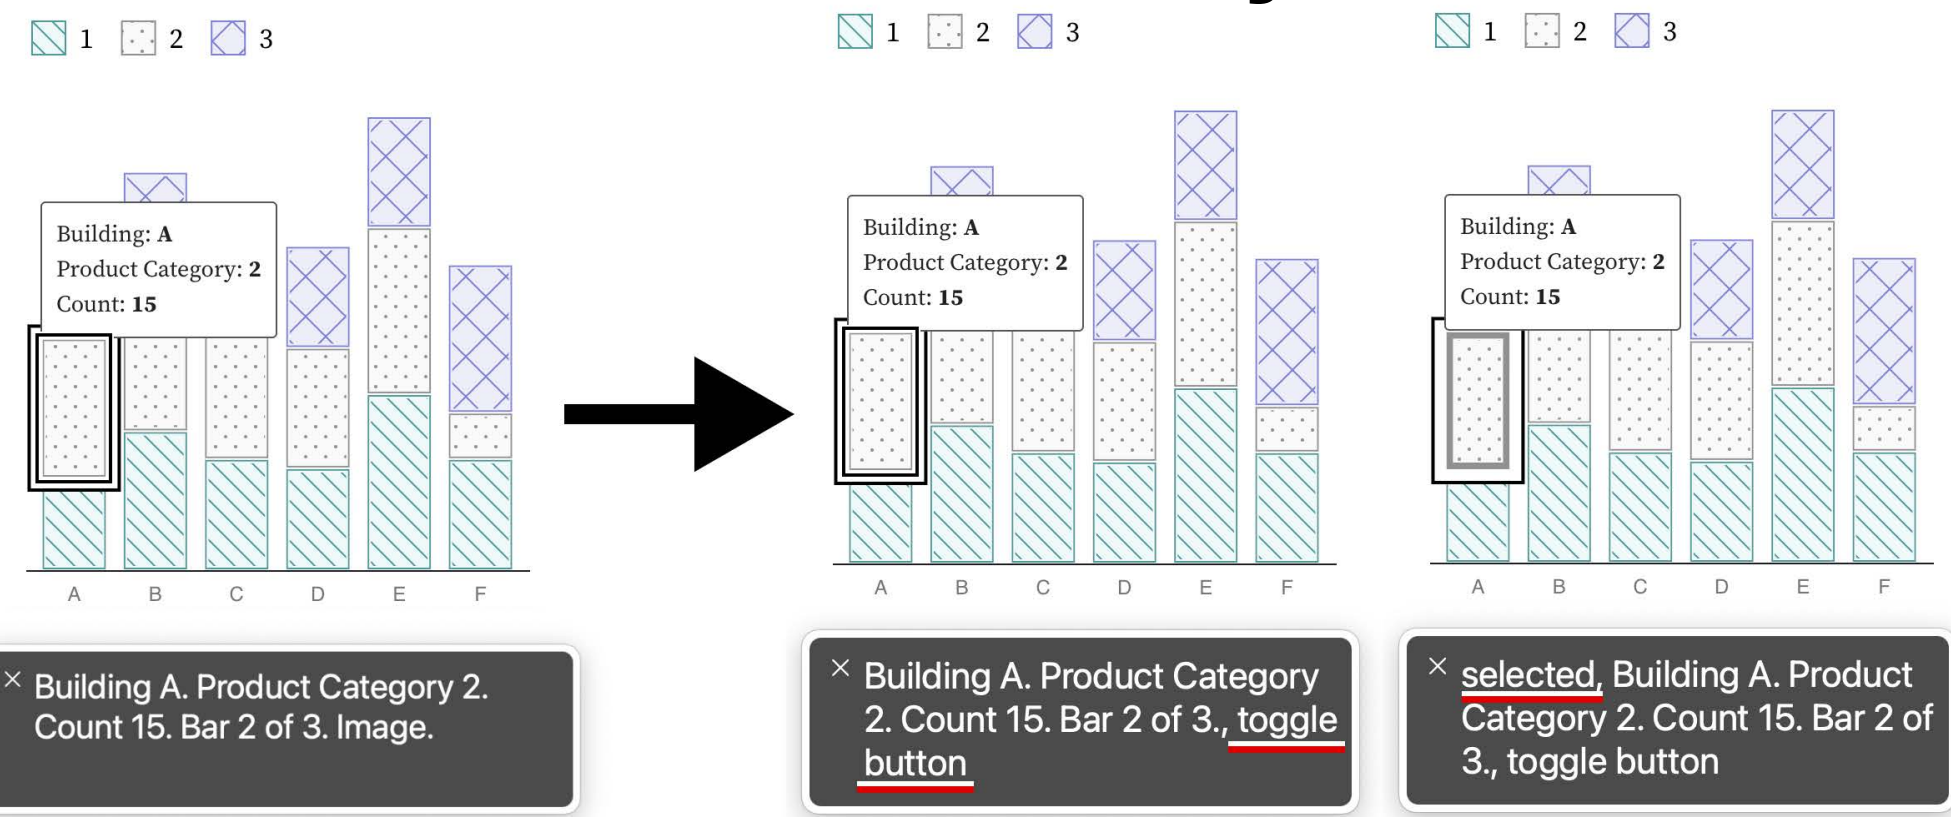 1 2 3
Building: A
Product Category: 2
Count: 15
A B C D E F
× Building A. Product Category 2.
Count 15. Bar 2 of 3. Image.
1 2 3
Building: A
Product Category: 2
Count: 15
A B C D E F
× Building A. Product Category
2. Count 15. Bar 2 of 3., toggle
button
1 2 3
Building: A
Product Category: 2
Count: 15
A B C D E F
× selected, Building A. Product
Category 2. Count 15. Bar 2 of
3., toggle button